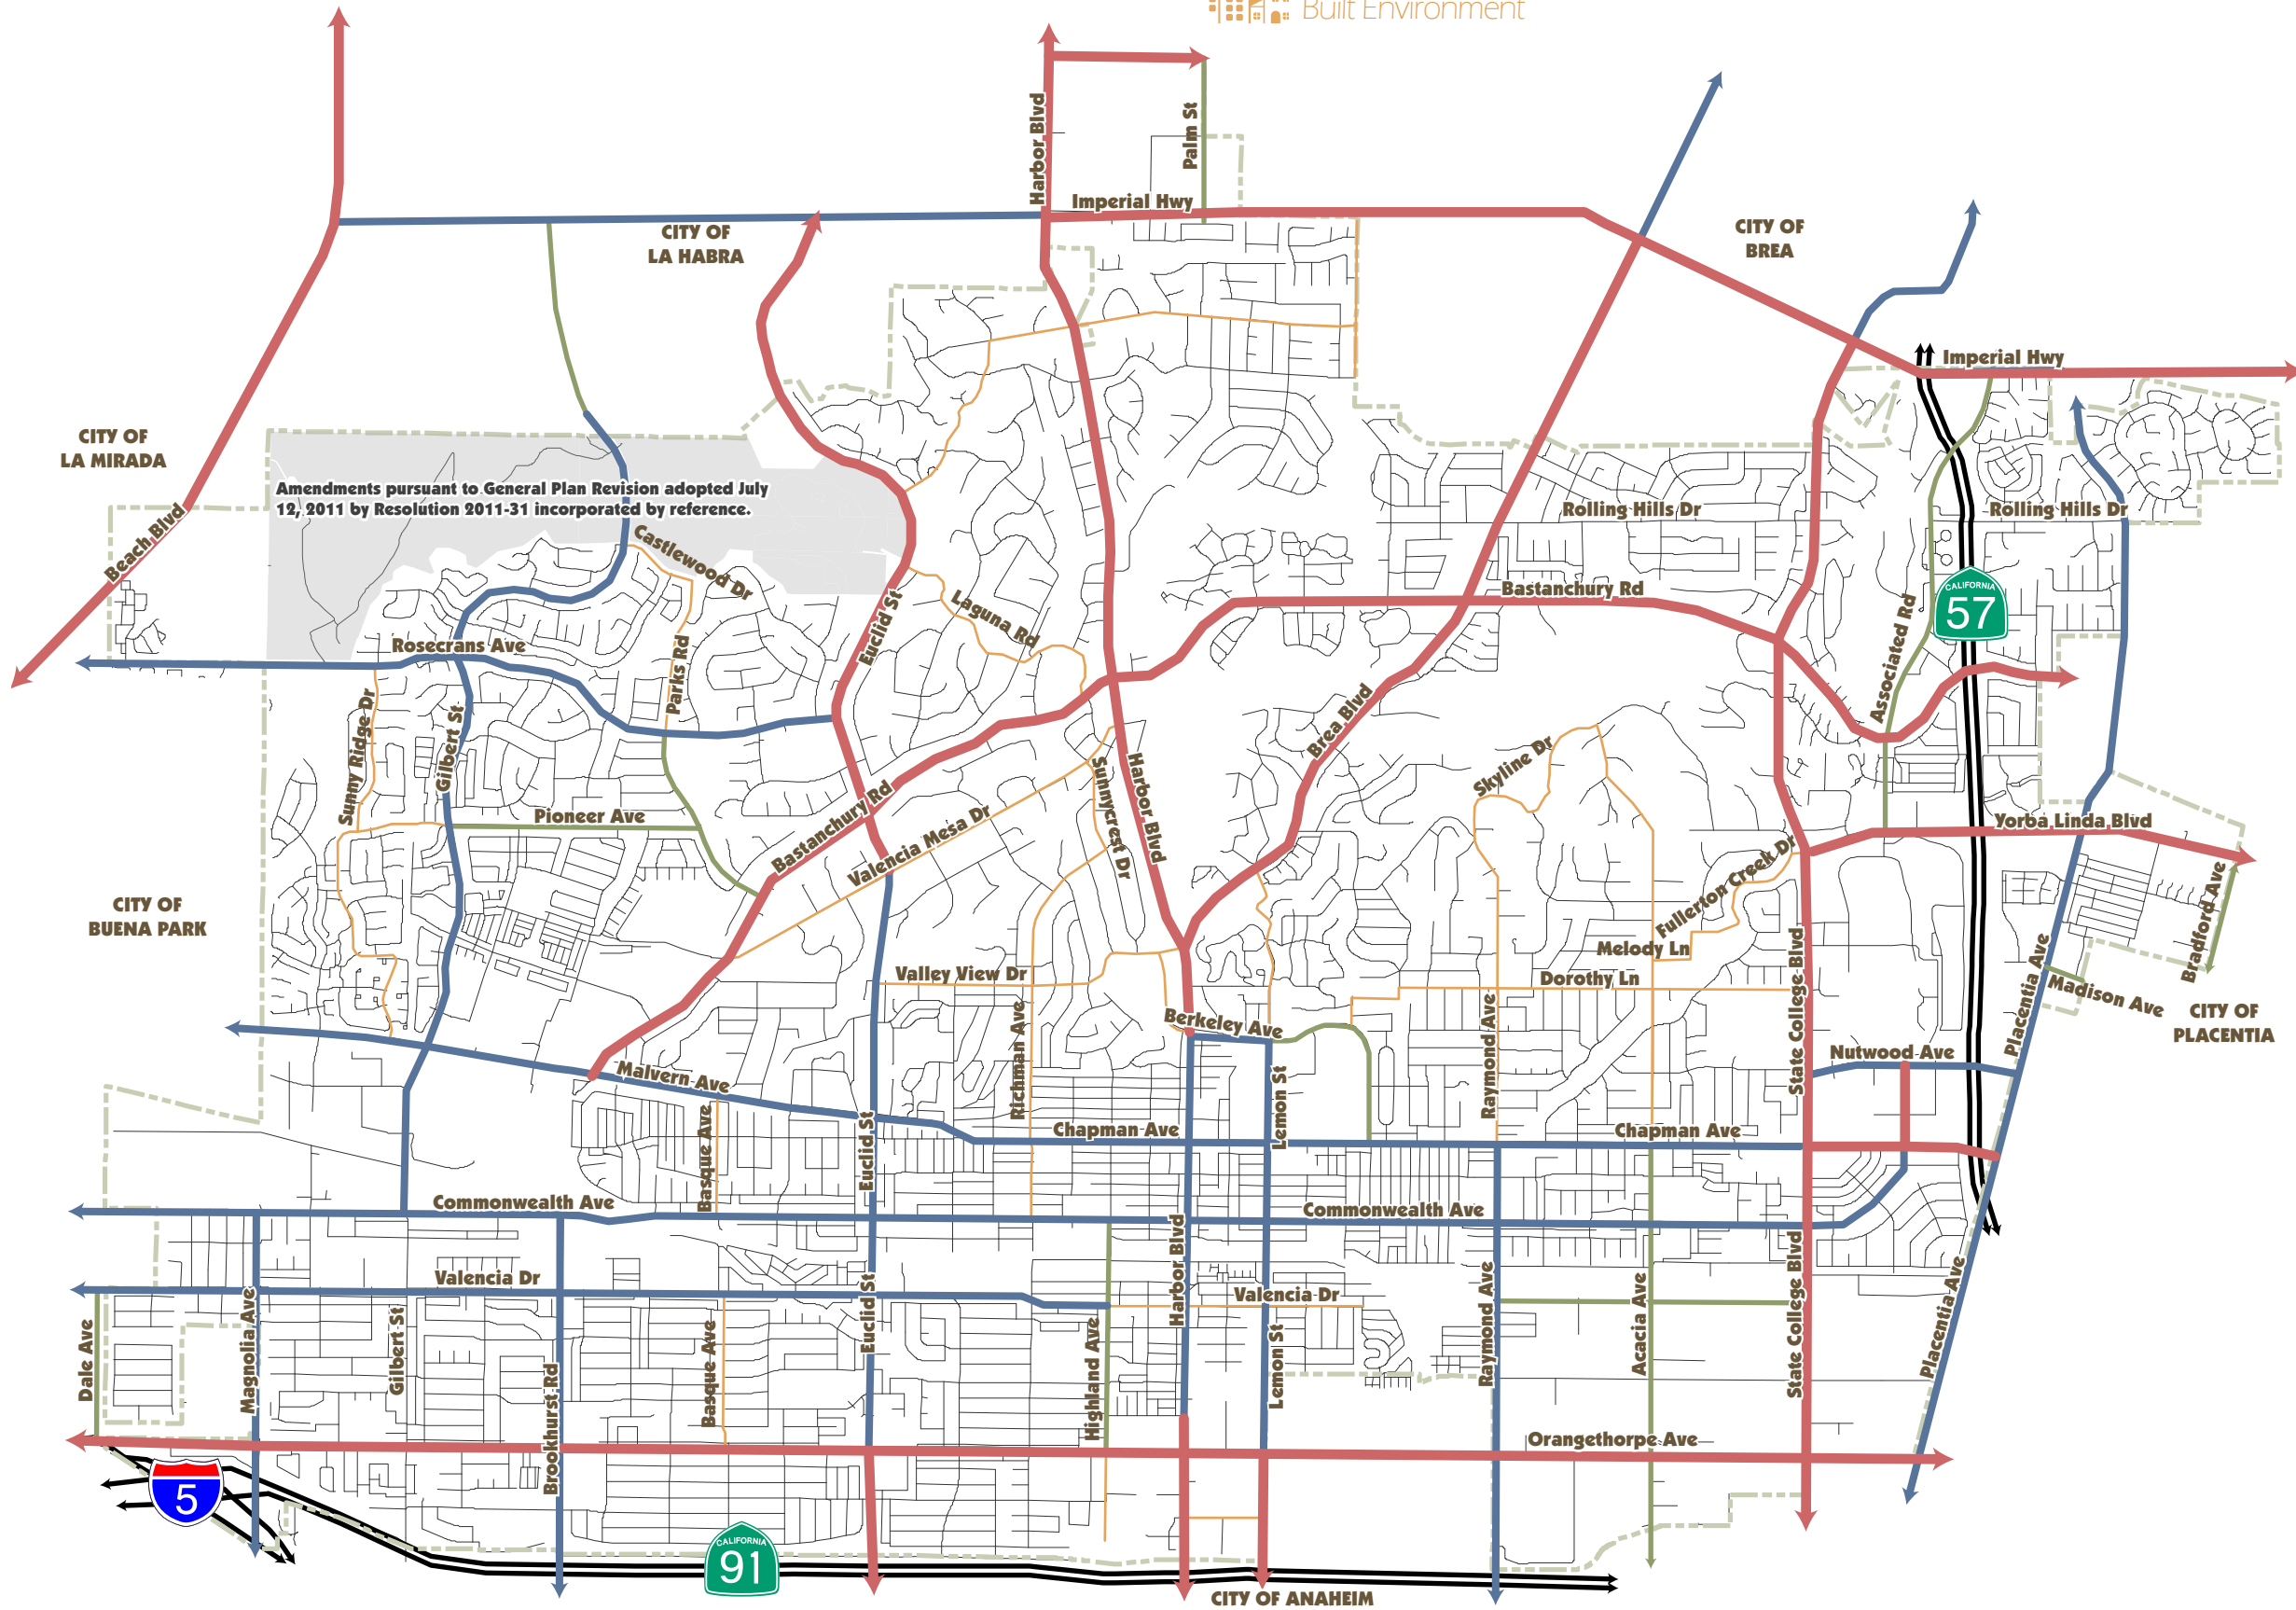 Built Environment
Harbor Blvd
Palm St
Imperial Hwy
CITY OF
LA HABRA
CITY OF
BREA
Imperial Hwy
CITY OF
LA MIRADA
Amendments pursuant to General Plan Revision adopted July
12, 2011 by Resolution 2011-31 incorporated by reference.
Rolling Hills Dr
Rolling Hills Dr
Beach Blvd
Castlewood Dr
Laguna Rd
Euclid St
Bastanchury Rd
CALIFORNIA
57
Associated Rd
Rosecrans Ave
Parks Rd
Sunny Ridge Dr
Gilbert St
Brea Blvd
Skyline Dr
Sunnycrest Dr
Harbor Blvd
Pioneer Ave
Bastanchury Rd
Valencia Mesa Dr
Yorba Linda Blvd
Fullerton Creek Dr
Bradford Ave
CITY OF
BUENA PARK
Melody Ln
State College Blvd
Placentia Ave
Valley View Dr
Dorothy Ln
Madison Ave
CITY OF
PLACENTIA
Richman Ave
Berkeley Ave
Raymond Ave
Nutwood Ave
Malvern Ave
Lemon St
Basque Ave
Euclid St
Chapman Ave
Chapman Ave
Commonwealth Ave
Commonwealth Ave
Harbor Blvd
State College Blvd
Placentia Ave
Valencia Dr
Valencia Dr
Dale Ave
Magnolia Ave
Gilbert St
Brookhurst Rd
Basque Ave
Euclid St
Highland Ave
Lemon St
Raymond Ave
Acacia Ave
Orangethorpe Ave
5
CALIFORNIA
91
CITY OF ANAHEIM